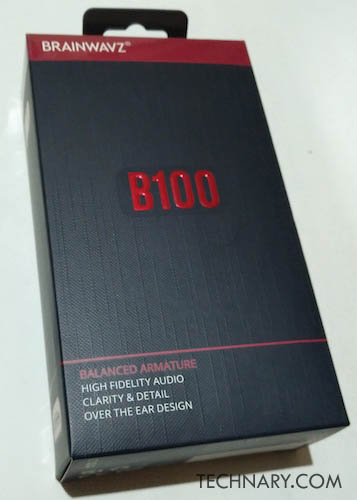 BRAINWAVZ®
B100
BALANCED ARMATURE
HIGH FIDELITY AUDIO
CLARITY & DETAIL
OVER THE EAR DESIGN
TECHNARY.COM